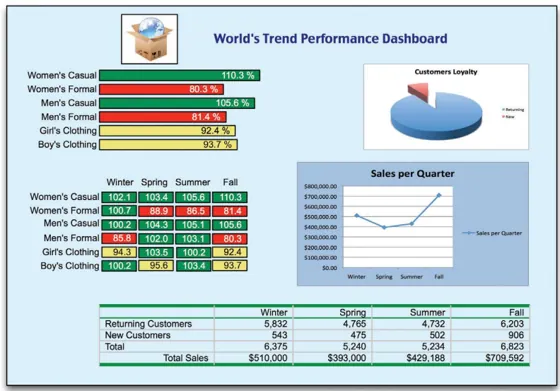 World's Trend Performance Dashboard
Women's Casual 110.3 %
Women's Formal 80.3 %
Men's Casual 105.6 %
Men's Formal 81.4 %
Girl's Clothing 92.4 %
Boy's Clothing 93.7 %
Customers Loyalty
Returning
New
Winter Spring Summer Fall
Women's Casual 102.1 103.4 105.6 110.3
Women's Formal 100.7 88.9 86.5 81.4
Men's Casual 100.2 104.3 105.1 105.6
Men's Formal 85.8 102.0 103.1 80.3
Girl's Clothing 94.3 103.5 100.2 92.4
Boy's Clothing 100.2 95.6 103.4 93.7
Sales per Quarter
$800,000.00
$700,000.00
$600,000.00
$500,000.00
$400,000.00
$300,000.00
$200,000.00
$100,000.00
$0.00
Winter Spring Summer Fall
Sales per Quarter
Winter Spring Summer Fall
Returning Customers 5,832 4,765 4,732 6,203
New Customers 543 475 502 906
Total 6,375 5,240 5,234 6,823
Total Sales $510,000 $393,000 $429,188 $709,592